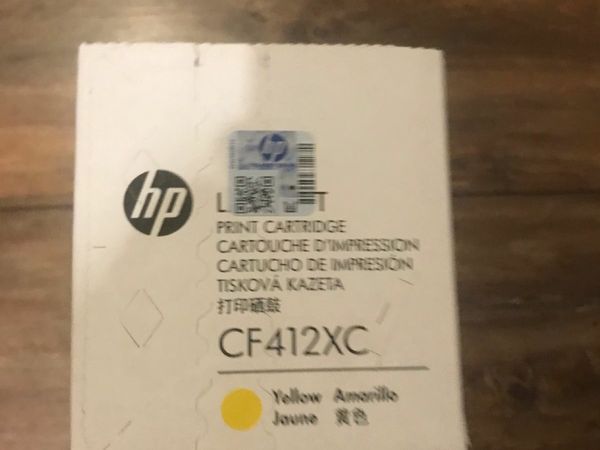 hp
PRINT CARTRIDGE
CARTOUCHE D'IMPRESSION
CARTUCHO DE IMPRESIÓN
TISKOVÁ KAZETA
打印硒鼓
CF412XC
Yellow Amarillo
Jaune 黄色